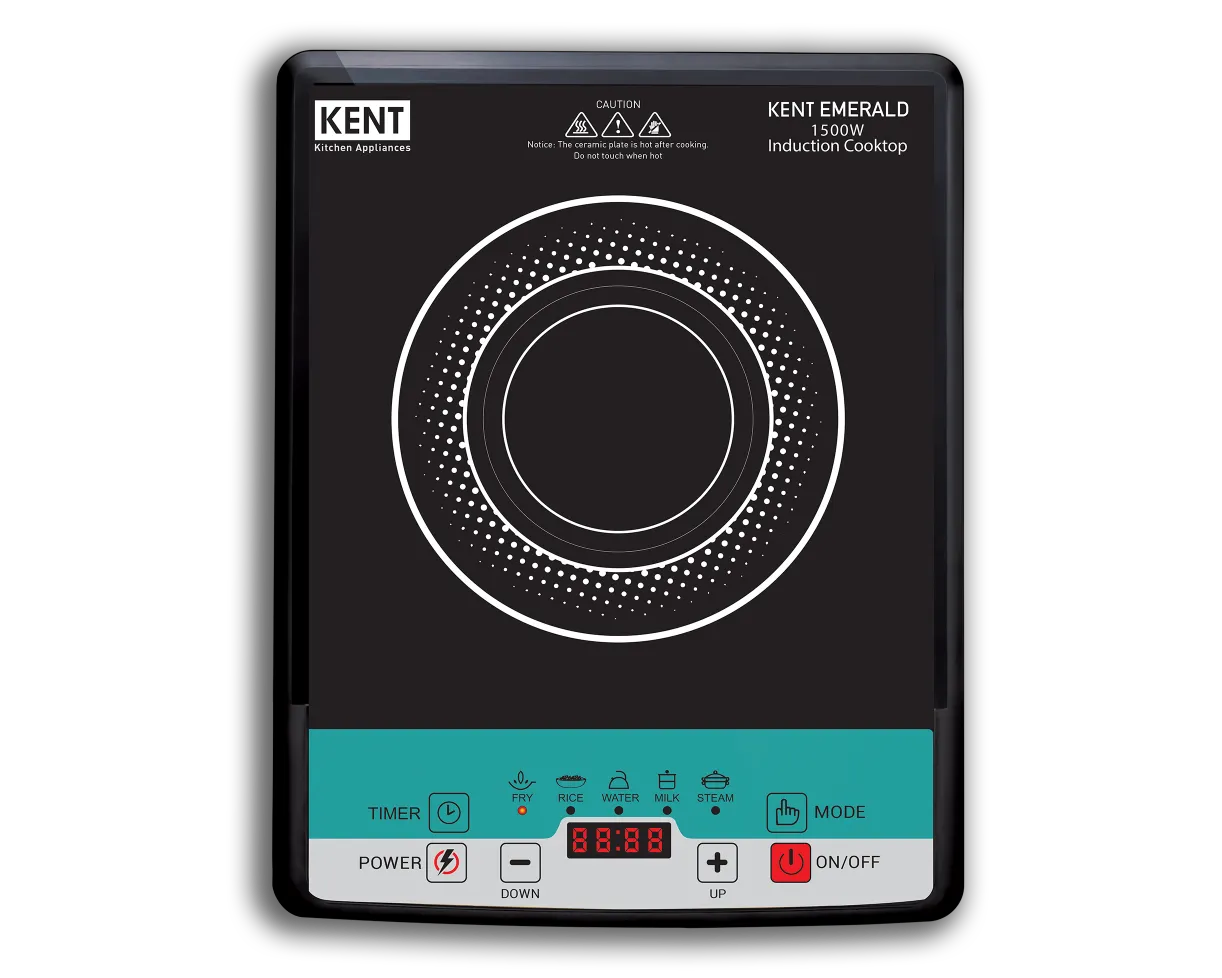 KENT
Kitchen Appliances
CAUTION
Notice: The ceramic plate is hot after cooking.
Do not touch when hot
KENT EMERALD
1500W
Induction Cooktop
FRY RICE WATER MILK STEAM
TIMER
MODE
88:88
POWER
ON/OFF
DOWN
UP